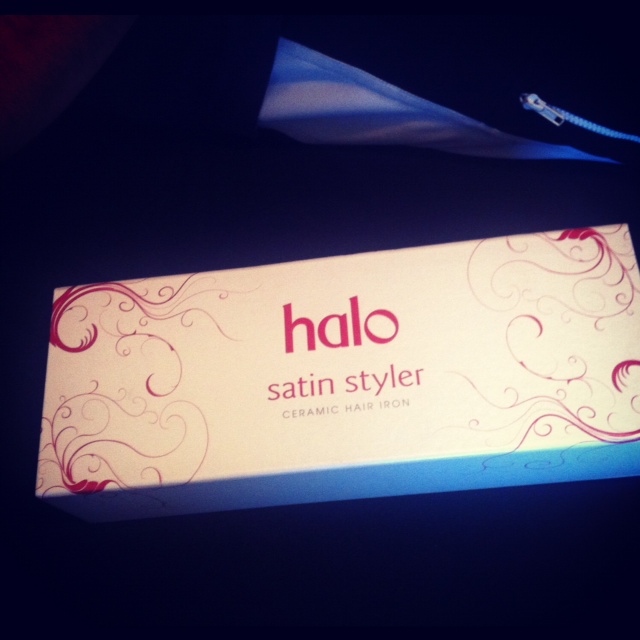 halo
satin styler
CERAMIC HAIR IRON